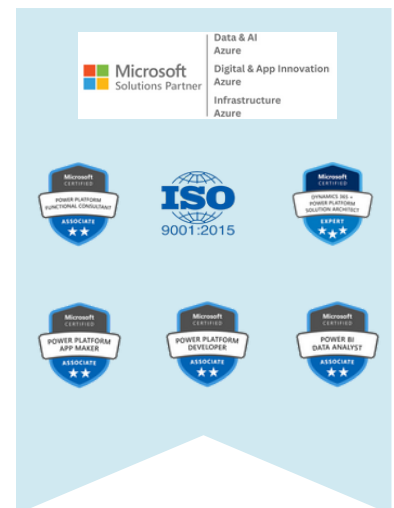 Microsoft
Solutions Partner
Data & AI
Azure
Digital & App Innovation
Azure
Infrastructure
Azure
Microsoft
CERTIFIED
POWER PLATFORM
FUNCTIONAL CONSULTANT
ASSOCIATE
ISO
9001:2015
Microsoft
CERTIFIED
DYNAMICS 365 +
POWER PLATFORM
SOLUTION ARCHITECT
EXPERT
Microsoft
CERTIFIED
POWER PLATFORM
APP MAKER
ASSOCIATE
Microsoft
CERTIFIED
POWER PLATFORM
DEVELOPER
ASSOCIATE
Microsoft
CERTIFIED
POWER BI
DATA ANALYST
ASSOCIATE